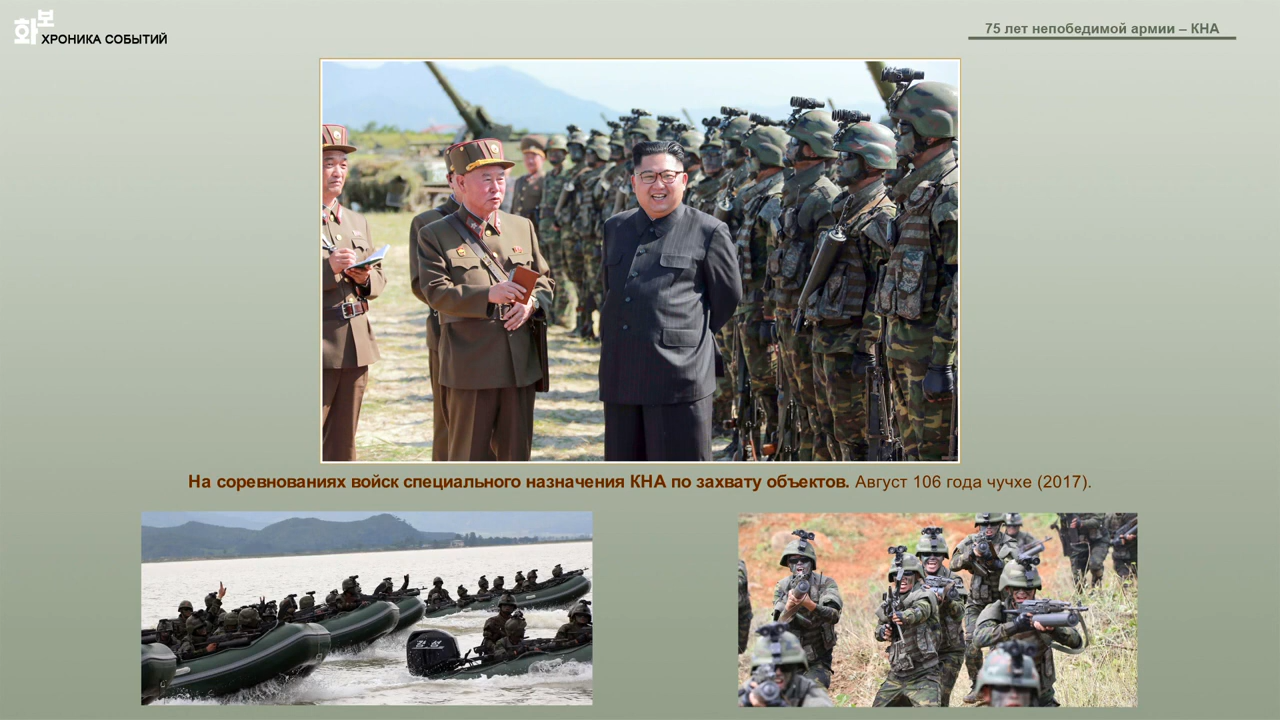 화보
ХРОНИКА СОБЫТИЙ
75 лет непобедимой армии – КНА
На соревнованиях войск специального назначения КНА по захвату объектов. Август 106 года чучхе (2017).